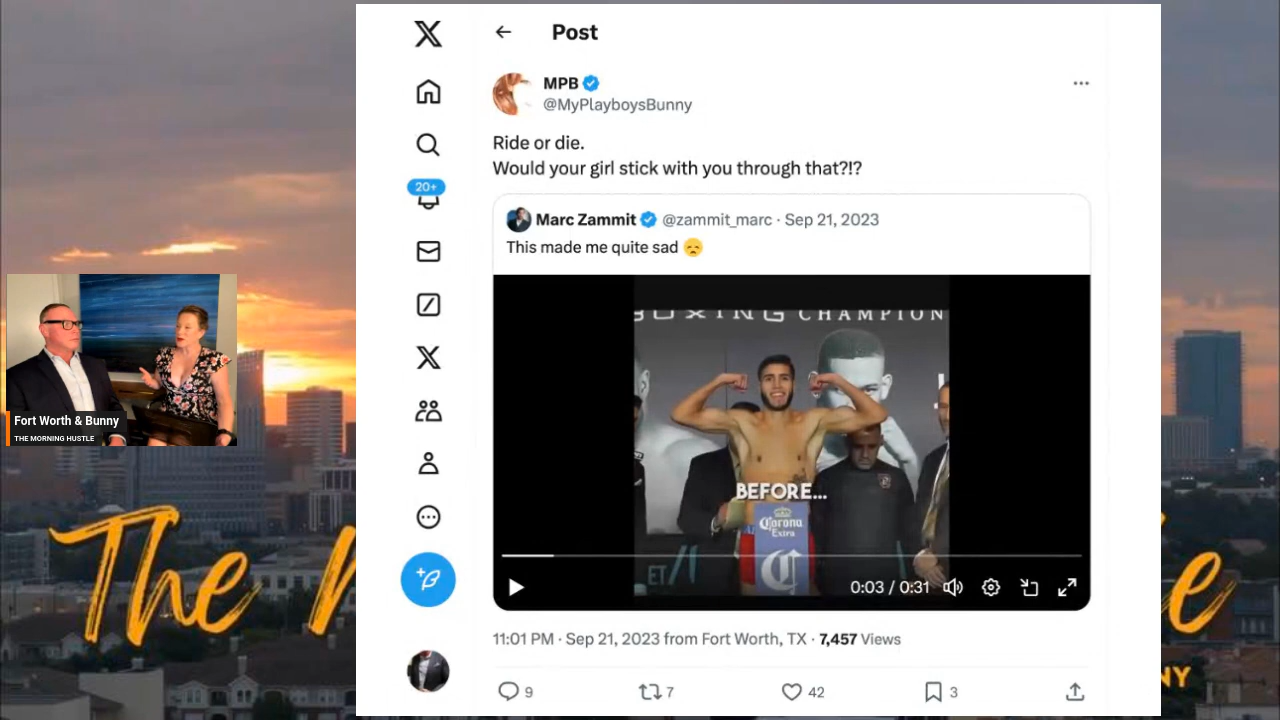 Post
MPB
@MyPlayboysBunny
Ride or die.
Would your girl stick with you through that?!?
20+
Marc Zammit @zammit_marc · Sep 21, 2023
This made me quite sad 😞
BOXING CHAMPION
BEFORE...
Corona
Extra
C
ET
0:03 / 0:31
11:01 PM · Sep 21, 2023 from Fort Worth, TX · 7,457 Views
9
7
42
3
Fort Worth & Bunny
THE MORNING HUSTLE
The
e
NY